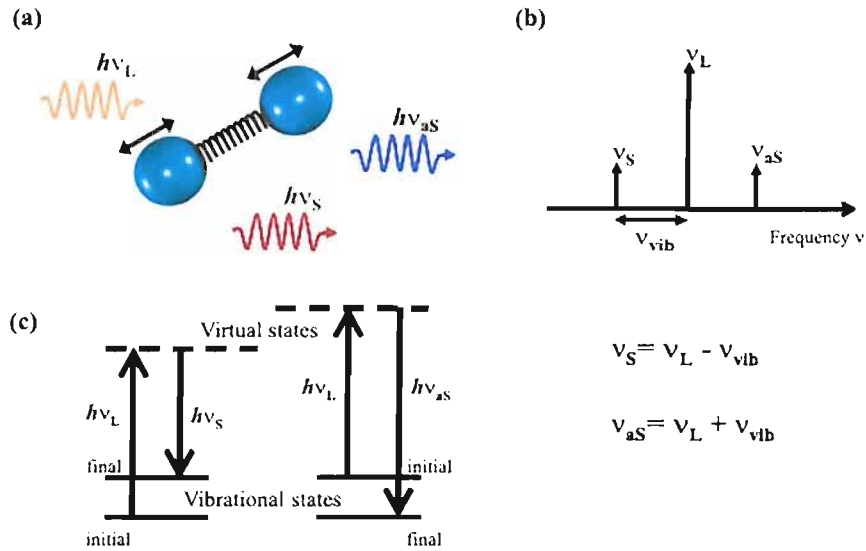 (a)
hν_L
hν_aS
hν_S
(b)
ν_L
ν_S
ν_aS
ν_vib
Frequency ν
(c)
Virtual states
hν_L
hν_S
hν_L
hν_aS
final
initial
Vibrational states
initial
final
ν_S= ν_L - ν_vib
ν_aS= ν_L + ν_vib